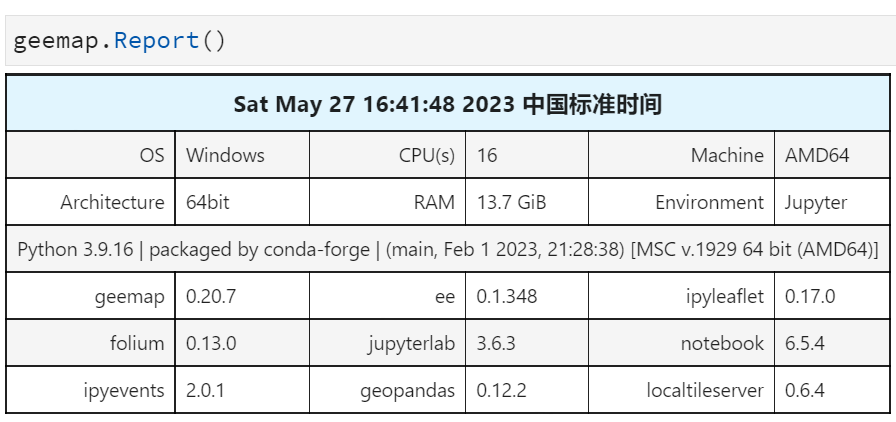 geemap.Report()
Sat May 27 16:41:48 2023 中国标准时间
OS Windows CPU(s) 16 Machine AMD64
Architecture 64bit RAM 13.7 GiB Environment Jupyter
Python 3.9.16 | packaged by conda-forge | (main, Feb 1 2023, 21:28:38) [MSC v.1929 64 bit (AMD64)]
geemap 0.20.7 ee 0.1.348 ipyleaflet 0.17.0
folium 0.13.0 jupyterlab 3.6.3 notebook 6.5.4
ipyevents 2.0.1 geopandas 0.12.2 localtileserver 0.6.4